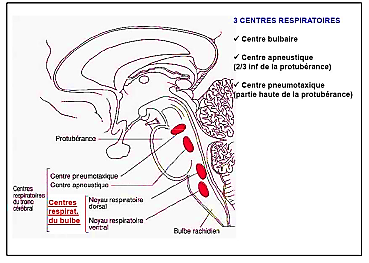 3 CENTRES RESPIRATOIRES
✓ Centre bulbaire
✓ Centre apneustique
(2/3 inf de la protubérance)
✓ Centre pneumotaxique
(partie haute de la protubérance)
Protubérance
Centre pneumotaxique
Centre apneustique
Centres
respiratoires
du tronc
cérébral
Centres
respirat.
du bulbe
Noyau respiratoire
dorsal
Noyau respiratoire
ventral
Bulbe rachidien